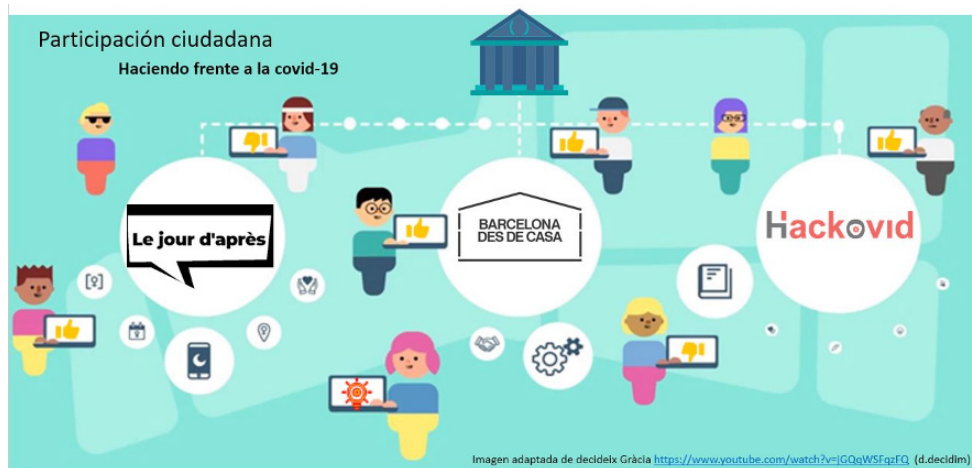 Participación ciudadana
Haciendo frente a la covid-19
Le jour d'après
BARCELONA
DES DE CASA
Hackovid
Imagen adaptada de decideix Gràcia https://www.youtube.com/watch?v=jGQqWSFqzFQ (d.decidim)